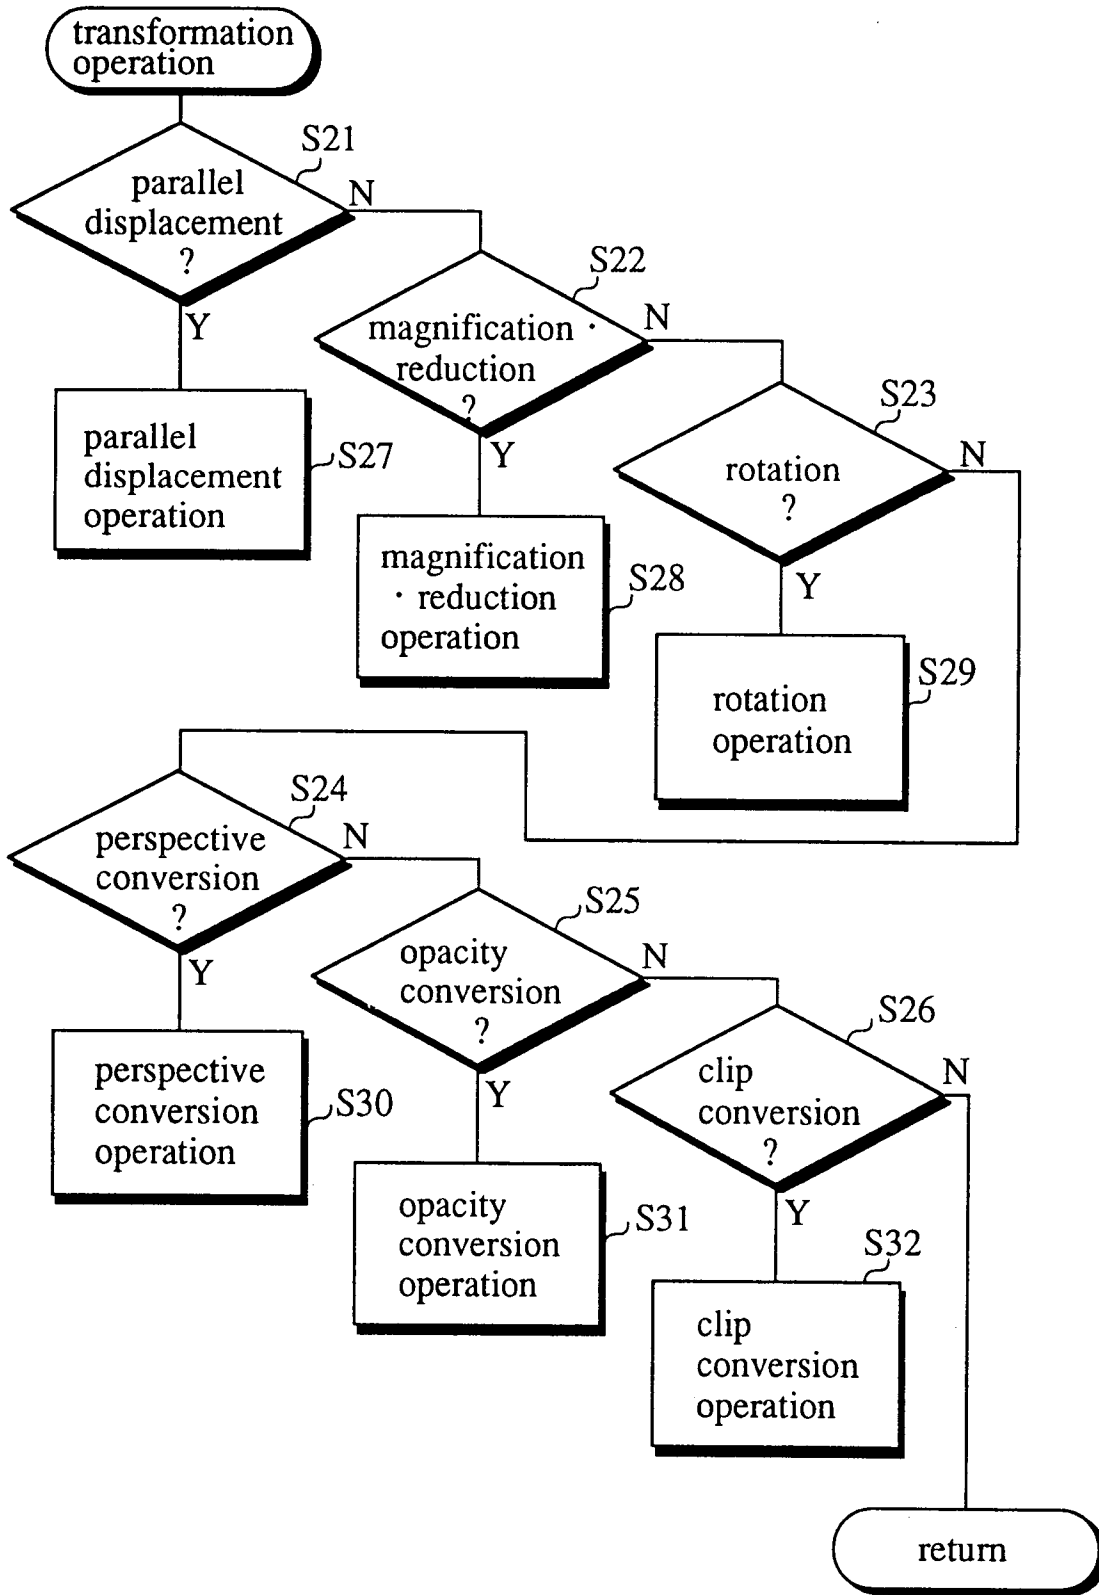 transformation
operation
S21
parallel
displacement
?
N
Y
S22
magnification ·
reduction
?
N
Y
S23
rotation
?
N
Y
parallel
displacement
operation
S27
magnification
· reduction
operation
S28
rotation
operation
S29
S24
perspective
conversion
?
N
Y
S25
opacity
conversion
?
N
Y
S26
clip
conversion
?
N
Y
perspective
conversion
operation
S30
opacity
conversion
operation
S31
S32
clip
conversion
operation
return